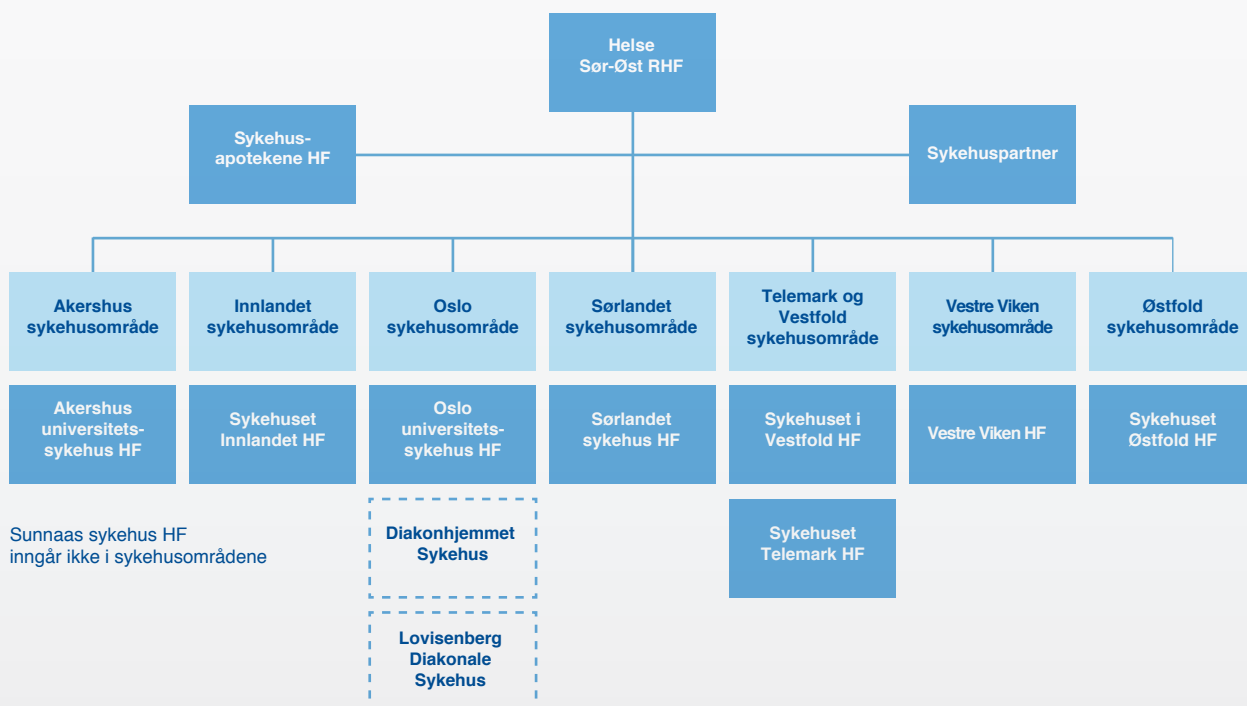 Helse
Sør-Øst RHF
Sykehus-
apotekene HF
Sykehuspartner
Akershus
sykehusområde
Innlandet
sykehusområde
Oslo
sykehusområde
Sørlandet
sykehusområde
Telemark og
Vestfold
sykehusområde
Vestre Viken
sykehusområde
Østfold
sykehusområde
Akershus
universitets-
sykehus HF
Sykehuset
Innlandet HF
Oslo
universitets-
sykehus HF
Sørlandet
sykehus HF
Sykehuset i
Vestfold HF
Vestre Viken HF
Sykehuset
Østfold HF
Sunnaas sykehus HF
inngår ikke i sykehusområdene
Diakonhjemmet
Sykehus
Sykehuset
Telemark HF
Lovisenberg
Diakonale
Sykehus